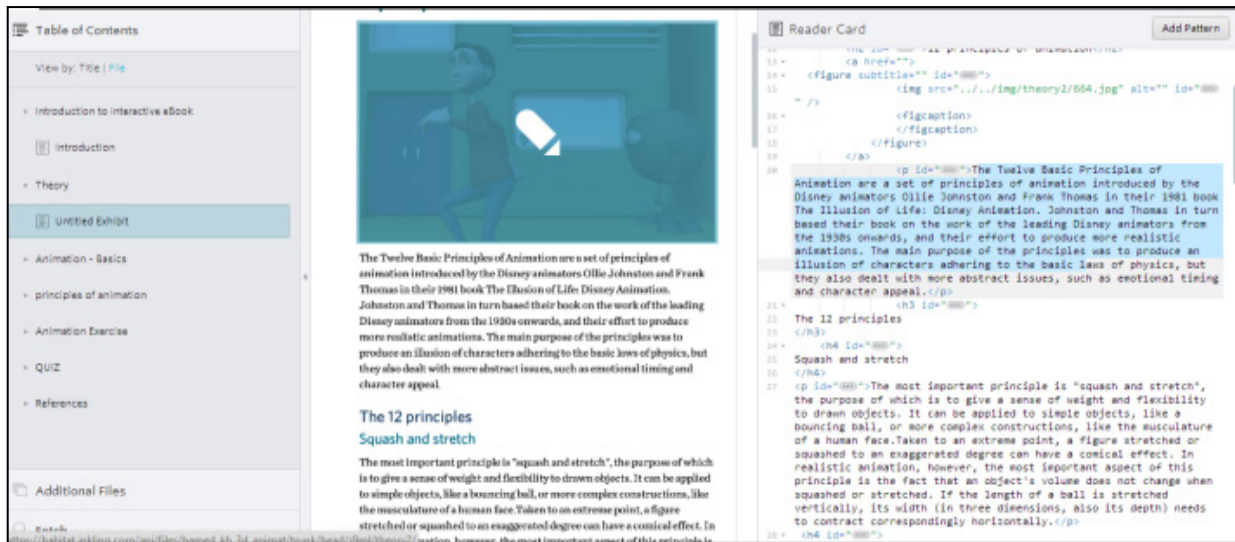 Table of Contents
View by: Title | File
Introduction to Interactive eBook
Introduction
Theory
Untitled Exhibit
Animation - Basics
principles of animation
Animation Exercise
QUIZ
References
Additional Files
The Twelve Basic Principles of Animation are a set of principles of
animation introduced by the Disney animators Ollie Johnston and Frank
Thomas in their 1981 book The Illusion of Life Disney Animation.
Johnston and Thomas in turn based their book on the work of the leading
Disney animators from the 1930s onwards, and their effort to produce
more realistic animations. The main purpose of the principles was to
produce an illusion of characters adhering to the basic laws of physics, but
they also dealt with more abstract issues, such as emotional timing and
character appeal.
The 12 principles
Squash and stretch
The most important principle is "squash and stretch", the purpose of which
is to give a sense of weight and flexibility to drawn objects. It can be applied
to simple objects, like a bouncing ball, or more complex constructions, like
the musculature of a human face.Taken to an extreme point, a figure
stretched or squashed to an exaggerated degree can have a comical effect. In
Reader Card
Add Pattern
13 <a href="">
14 <figure subtitle="" id="">
15 <img src="../../img/theory2/664.jpg" alt="" id="
" />
16 <figcaption>
17 </figcaption>
18 </figure>
19 </a>
20 <p id="">The Twelve Basic Principles of
Animation are a set of principles of animation introduced by the
Disney animators Ollie Johnston and Frank Thomas in their 1981 book
The Illusion of Life: Disney Animation. Johnston and Thomas in turn
based their book on the work of the leading Disney animators from
the 1930s onwards, and their effort to produce more realistic
animations. The main purpose of the principles was to produce an
illusion of characters adhering to the basic laws of physics, but
they also dealt with more abstract issues, such as emotional timing
and character appeal.</p>
21 <h3 id="">
22 The 12 principles
23 </h3>
24 <h4 id="">
25 Squash and stretch
26 </h4>
27 <p id="">The most important principle is "squash and stretch",
the purpose of which is to give a sense of weight and flexibility
to drawn objects. It can be applied to simple objects, like a
bouncing ball, or more complex constructions, like the musculature
of a human face.Taken to an extreme point, a figure stretched or
squashed to an exaggerated degree can have a comical effect. In
realistic animation, however, the most important aspect of this
principle is the fact that an object's volume does not change when
squashed or stretched. If the length of a ball is stretched
vertically, its width (in three dimensions, also its depth) needs
to contract correspondingly horizontally.</p>
28 <h4 id="">